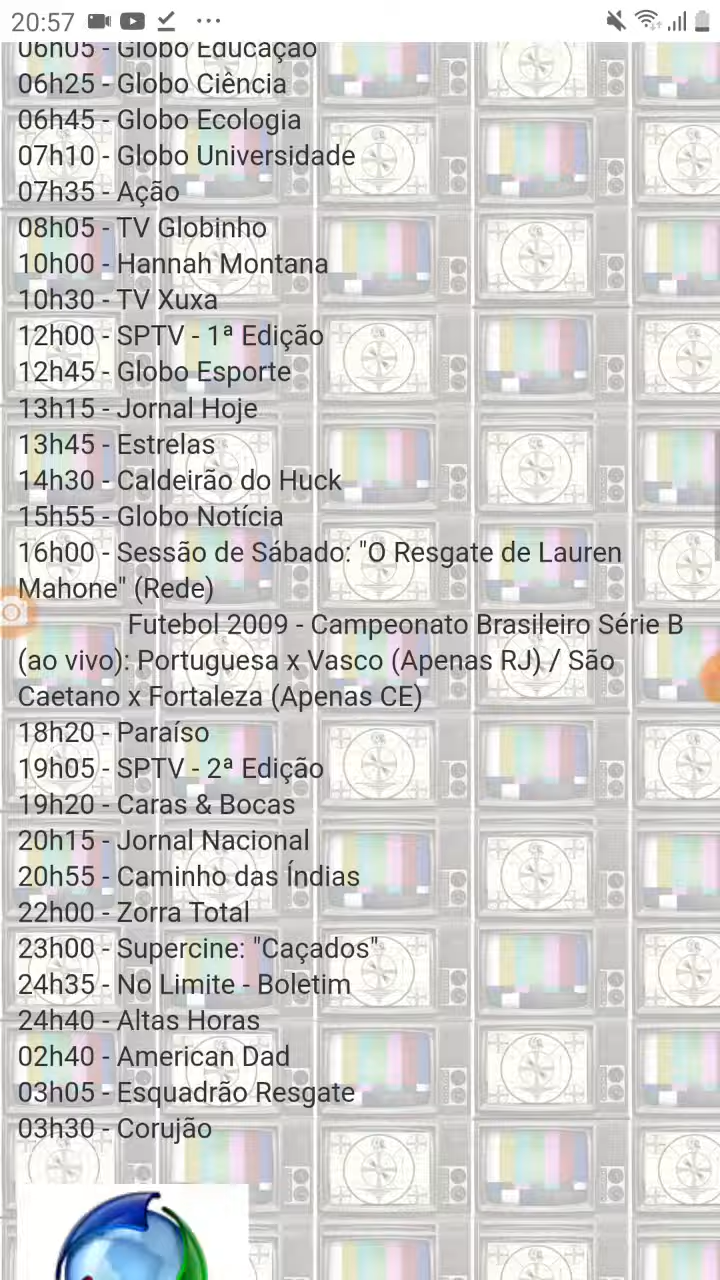 20:57
06h05 - Globo Educação
06h25 - Globo Ciência
06h45 - Globo Ecologia
07h10 - Globo Universidade
07h35 - Ação
08h05 - TV Globinho
10h00 - Hannah Montana
10h30 - TV Xuxa
12h00 - SPTV - 1ª Edição
12h45 - Globo Esporte
13h15 - Jornal Hoje
13h45 - Estrelas
14h30 - Caldeirão do Huck
15h55 - Globo Notícia
16h00 - Sessão de Sábado: "O Resgate de Lauren
Mahone" (Rede)
Futebol 2009 - Campeonato Brasileiro Série B
(ao vivo): Portuguesa x Vasco (Apenas RJ) / São
Caetano x Fortaleza (Apenas CE)
18h20 - Paraíso
19h05 - SPTV - 2ª Edição
19h20 - Caras & Bocas
20h15 - Jornal Nacional
20h55 - Caminho das Índias
22h00 - Zorra Total
23h00 - Supercine: "Caçados"
24h35 - No Limite - Boletim
24h40 - Altas Horas
02h40 - American Dad
03h05 - Esquadrão Resgate
03h30 - Corujão